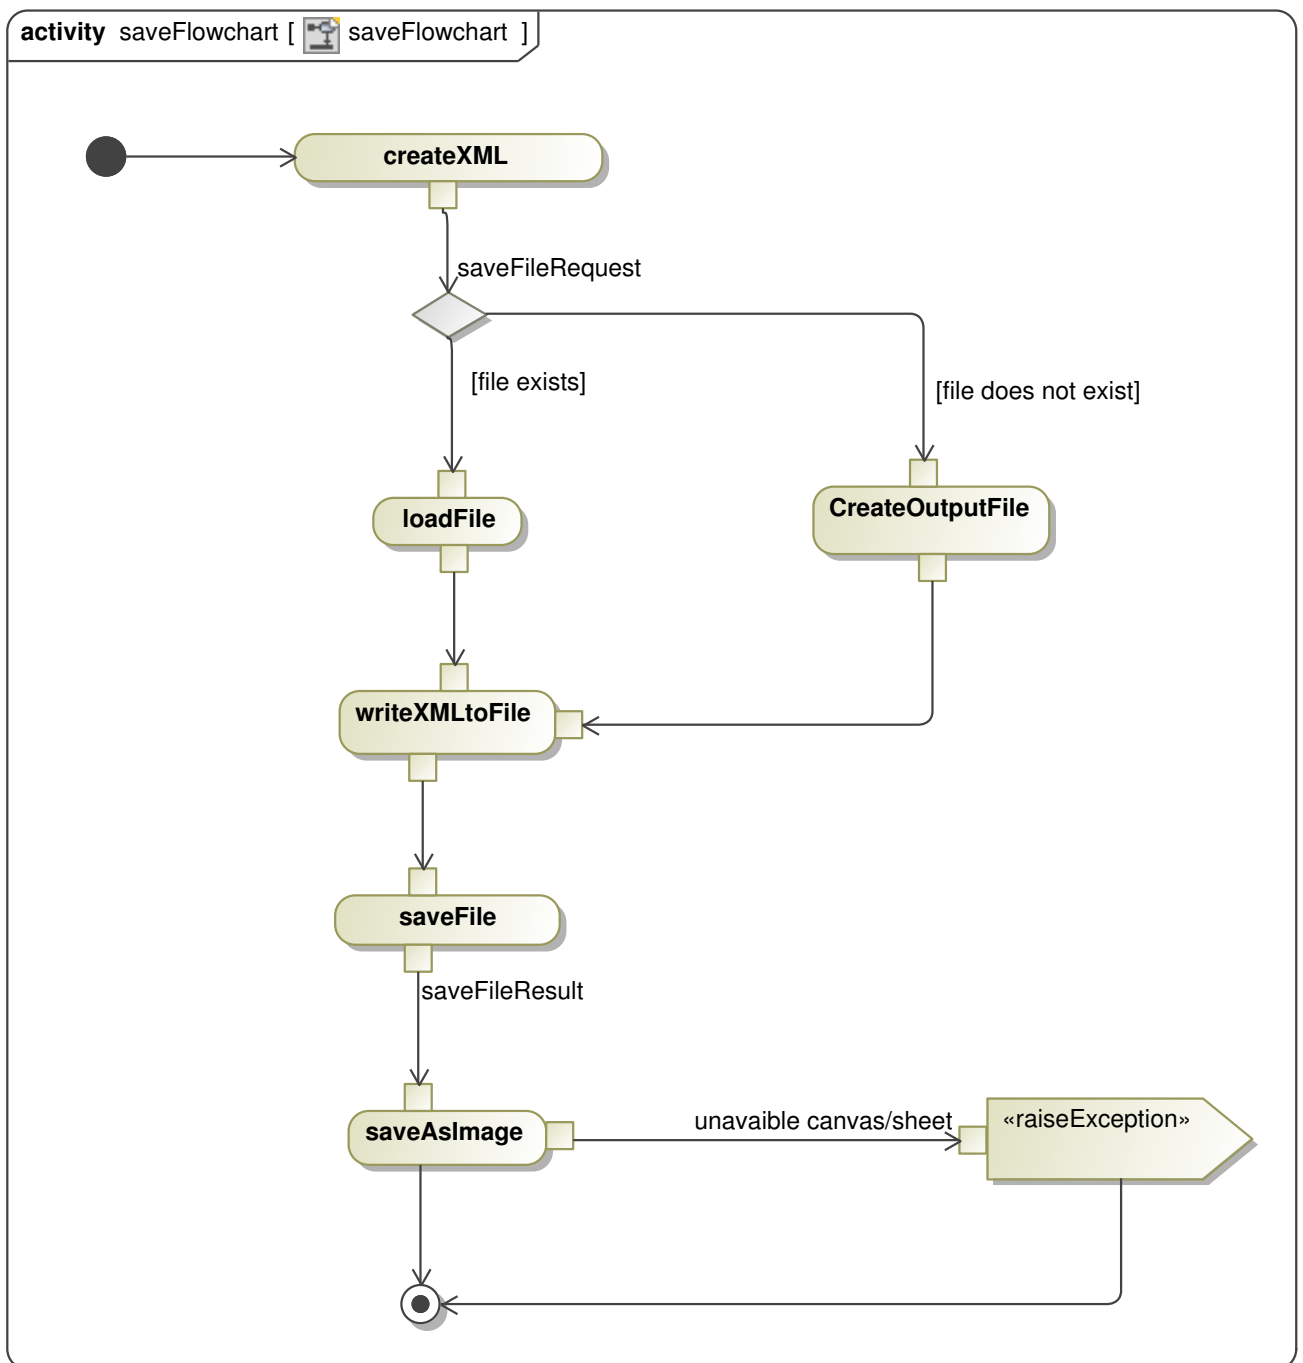 activity saveFlowchart [ saveFlowchart ]
createXML
saveFileRequest
[file exists]
[file does not exist]
loadFile
CreateOutputFile
writeXMLtoFile
saveFile
saveFileResult
saveAsImage
unavaible canvas/sheet
«raiseException»